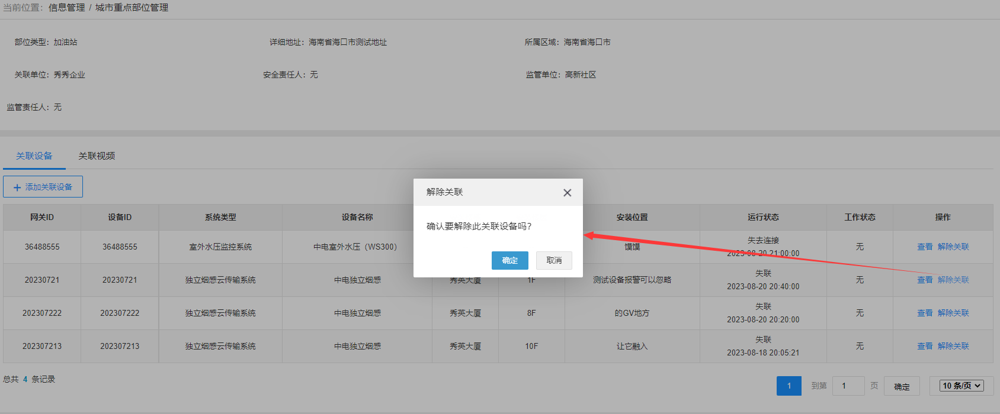 当前位置：信息管理 / 城市重点部位管理
部位类型：加油站 详细地址：海南省海口市测试地址 所属区域：海南省海口市
关联单位：秀秀企业 安全责任人：无 监管单位：高新社区
监管责任人：无
关联设备 关联视频
+ 添加关联设备
解除关联
确认要解除此关联设备吗？
确定 取消
网关ID 设备ID 系统类型 设备名称 安装位置 运行状态 工作状态 操作
36488555 36488555 室外水压监控系统 中电室外水压（WS300） 馍馍 失去连接 无 查看 解除关联
2023-08-20 21:00:00
20230721 20230721 独立烟感云传输系统 中电独立烟感 秀英大厦 1F 测试设备报警可以忽略 失联 无 查看 解除关联
2023-08-20 20:40:00
202307222 202307222 独立烟感云传输系统 中电独立烟感 秀英大厦 8F 的GV地方 失联 无 查看 解除关联
2023-08-20 20:20:00
202307213 202307213 独立烟感云传输系统 中电独立烟感 秀英大厦 10F 让它融入 失联 无 查看 解除关联
2023-08-18 20:05:21
总共 4 条记录
1 到第 1 页 确定 10 条/页